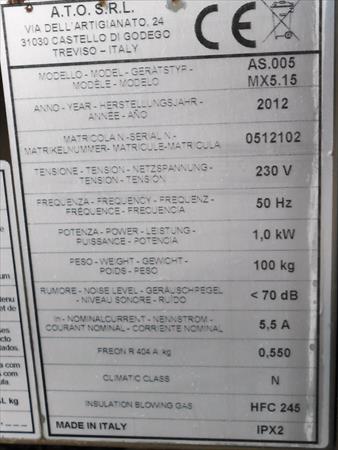 A.T.O. S.R.L.
VIA DELL'ARTIGIANATO, 24
31030 CASTELLO DI GODEGO
TREVISO – ITALY
CE
MODELLO - MODEL - GERÄTSTYP - AS.005
MODÈLE - MODELO MX5.15
ANNO - YEAR - HERSTELLUNGSJAHR - 2012
ANNÉE - AÑO
MATRICOLA N.-SERIAL N.- 0512102
MATRIKELNUMMER- MATRICULE-MATRICULA
TENSIONE - TENSION - NETZSPANNUNG - 230 V
TENSION - TENSIÓN
FREQUENZA - FREQUENCY - FREQUENZ - 50 Hz
FRÉQUENCE - FRECUENCIA
POTENZA - POWER - LEISTUNG - 1,0 kW
PUISSANCE - POTENCIA
PESO - WEIGHT - GEWICHT - 100 kg
POIDS - PESO
RUMORE - NOISE LEVEL - GERÄUSCHPEGEL < 70 dB
- NIVEAU SONORE - RUÍDO
In - NOMINALCURRENT - NENNSTROM - 5,5 A
COURANT NOMINAL - CORRIENTE NOMINAL
FREON R 404 A kg 0,550
CLIMATIC CLASS N
INSULATION BLOWING GAS HFC 245
MADE IN ITALY IPX2